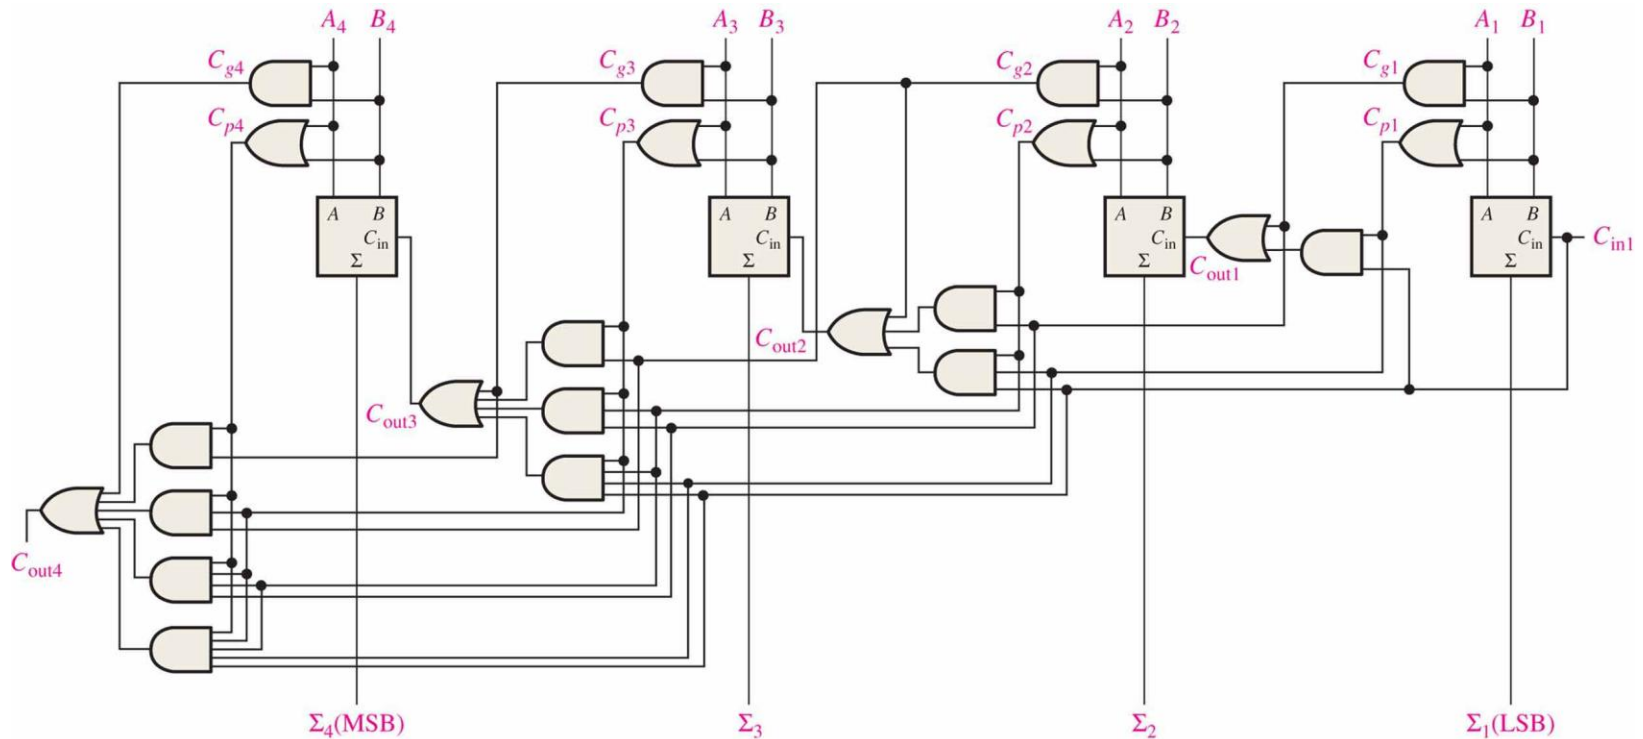 A4 B4 A3 B3 A2 B2 A1 B1
Cg4 Cg3 Cg2 Cg1
Cp4 Cp3 Cp2 Cp1
A B A B A B A B
Cin Cin Cin Cin Cin1
Σ Σ Σ Σ
Cout1
Cout2
Cout3
Cout4
Σ4(MSB) Σ3 Σ2 Σ1(LSB)